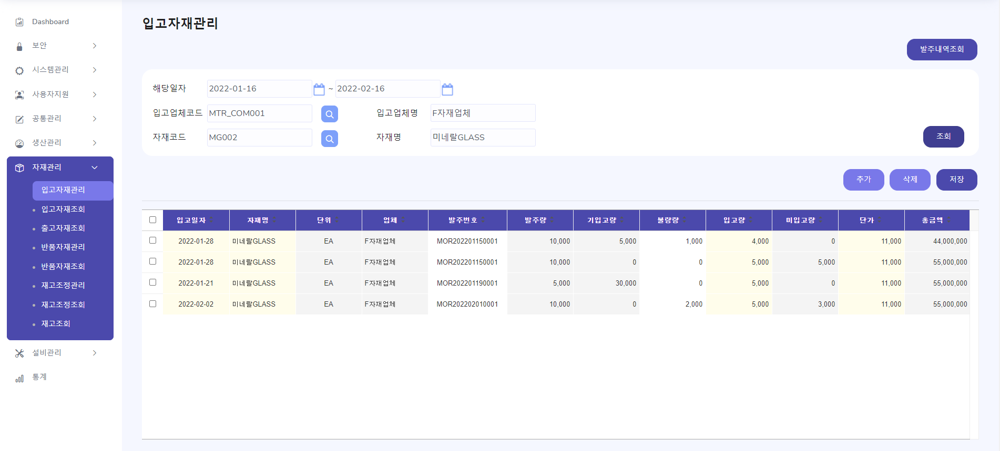 Dashboard
보안
시스템관리
사용자지원
공통관리
생산관리
자재관리
입고자재관리
입고자재조회
출고자재조회
반품자재관리
반품자재조회
재고조정관리
재고조정조회
재고조회
설비관리
통계
입고자재관리
발주내역조회
해당일자 2022-01-16 ~ 2022-02-16
입고업체코드 MTR_COM001 입고업체명 F자재업체
자재코드 MG002 자재명 미네랄GLASS
조회
추가 삭제 저장
입고일자 자재명 단위 업체 발주번호 발주량 기입고량 불량량 입고량 미입고량 단가 총금액
2022-01-28 미네랄GLASS EA F자재업체 MOR202201150001 10,000 5,000 1,000 4,000 0 11,000 44,000,000
2022-01-28 미네랄GLASS EA F자재업체 MOR202201150001 10,000 0 0 5,000 5,000 11,000 55,000,000
2022-01-21 미네랄GLASS EA F자재업체 MOR202201190001 5,000 30,000 0 5,000 0 11,000 55,000,000
2022-02-02 미네랄GLASS EA F자재업체 MOR202202010001 10,000 0 2,000 5,000 3,000 11,000 55,000,000